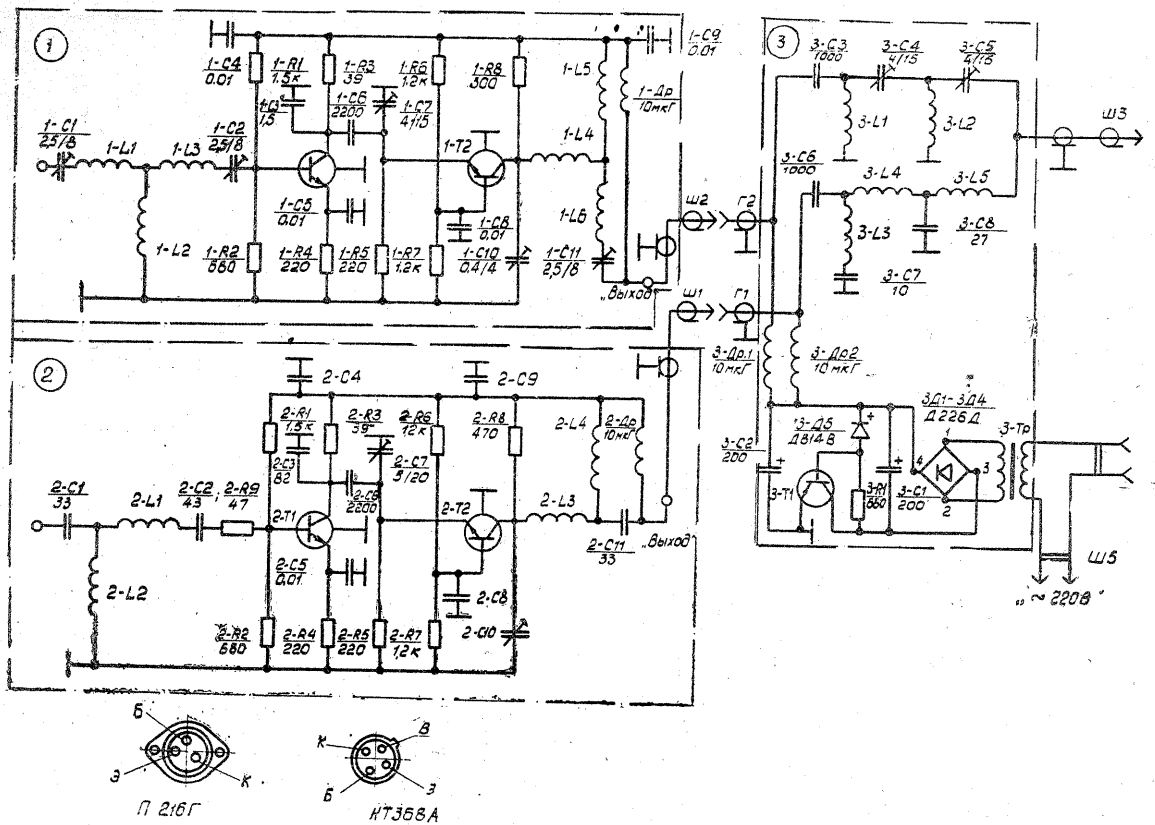 1
1-C4
0.01
1-R1
1.5к
1-R3
39
1-R6
1.2к
1-R8
300
1-L5
1-C9
0.01
1-C3
1,5
1-C6
2200
1-C7
4/15
1-Др
10мкГ
1-C1
2,5/8
1-L1
1-L3
1-C2
2,5/8
1-T2
1-L4
1-L2
1-C5
0.01
1-C8
0.01
1-L6
1-R2
680
1-R4
220
1-R5
220
1-R7
1.2к
1-C10
0.4/4
1-C11
2,5/8
„Выход"
Ш2
Г2
Ш1
Г1
3
3-C3
1000
3-C4
4/15
3-C5
4/15
3-L1
3-L2
Ш3
3-C6
1000
3-L4
3-L5
3-L3
3-C8
27
3-C7
10
3-Др.1
10мкГ
3-Др2
10мкГ
3Д1-3Д4
Д226Д
3-Д5
Д814В
3-Тр
3-C2
200
3-T1
3-R1
680
3-C1
200
1
2
3
4
Ш5
„ ~ 220В"
2
2-C4
2-C9
2-R1
1,5к
2-R3
39
2-R6
12к
2-R8
470
2-L4
2-Др
10мкГ
2-C3
82
2-C6
2200
2-C7
5/20
2-C1
33
2-L1
2-C2
43
2-R9
47
2-T1
2-T2
2-L3
2-C11
33
„Выход"
2-C5
0,01
2-L2
2-C8
2-C10
2-R2
680
2-R4
220
2-R5
220
2-R7
1,2к
Б
Э
К
П 216Г
К
В
Б
Э
КТ368А